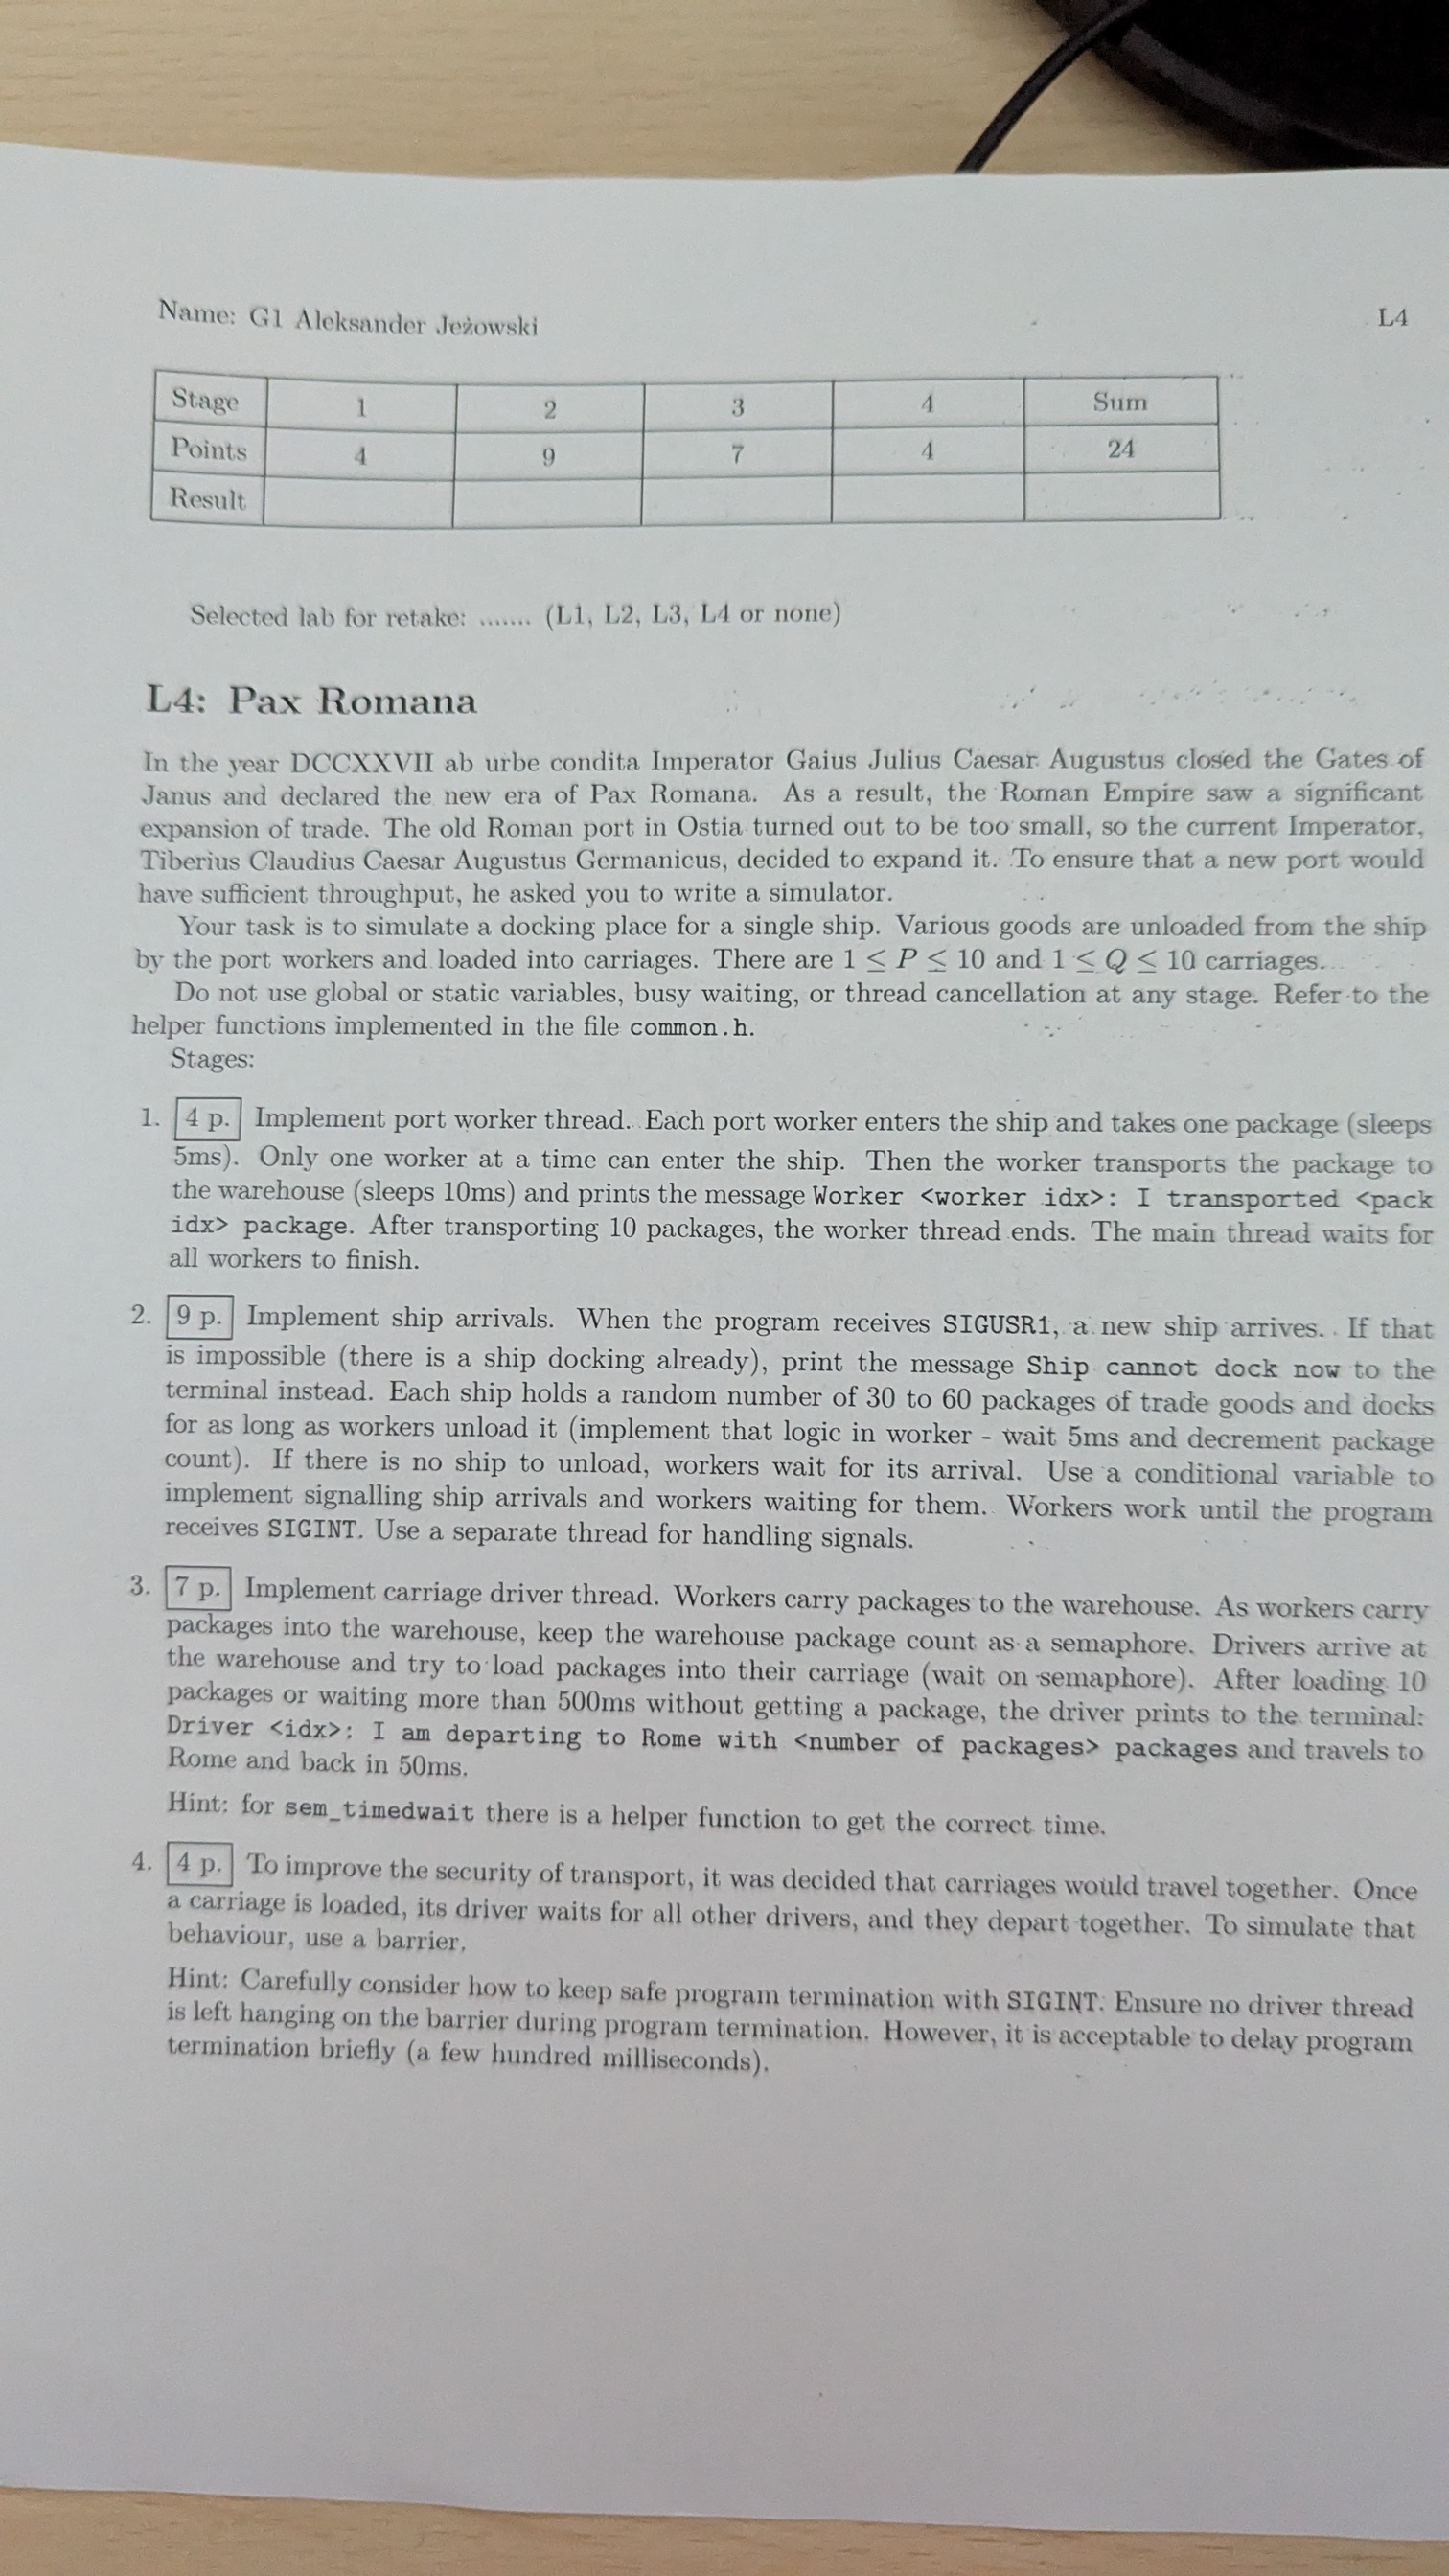 Name: G1 Aleksander Jeżowski
L4
Stage 1 2 3 4 Sum
Points 4 9 7 4 24
Result
Selected lab for retake: ....... (L1, L2, L3, L4 or none)
L4: Pax Romana
In the year DCCXXVII ab urbe condita Imperator Gaius Julius Caesar Augustus closed the Gates of
Janus and declared the new era of Pax Romana. As a result, the Roman Empire saw a significant
expansion of trade. The old Roman port in Ostia turned out to be too small, so the current Imperator,
Tiberius Claudius Caesar Augustus Germanicus, decided to expand it. To ensure that a new port would
have sufficient throughput, he asked you to write a simulator.
Your task is to simulate a docking place for a single ship. Various goods are unloaded from the ship
by the port workers and loaded into carriages. There are 1 ≤ P ≤ 10 and 1 ≤ Q ≤ 10 carriages.
Do not use global or static variables, busy waiting, or thread cancellation at any stage. Refer to the
helper functions implemented in the file common.h.
Stages:
1. 4 p. Implement port worker thread. Each port worker enters the ship and takes one package (sleeps
5ms). Only one worker at a time can enter the ship. Then the worker transports the package to
the warehouse (sleeps 10ms) and prints the message Worker <worker idx>: I transported <pack
idx> package. After transporting 10 packages, the worker thread ends. The main thread waits for
all workers to finish.
2. 9 p. Implement ship arrivals. When the program receives SIGUSR1, a new ship arrives. If that
is impossible (there is a ship docking already), print the message Ship cannot dock now to the
terminal instead. Each ship holds a random number of 30 to 60 packages of trade goods and docks
for as long as workers unload it (implement that logic in worker - wait 5ms and decrement package
count). If there is no ship to unload, workers wait for its arrival. Use a conditional variable to
implement signalling ship arrivals and workers waiting for them. Workers work until the program
receives SIGINT. Use a separate thread for handling signals.
3. 7 p. Implement carriage driver thread. Workers carry packages to the warehouse. As workers carry
packages into the warehouse, keep the warehouse package count as a semaphore. Drivers arrive at
the warehouse and try to load packages into their carriage (wait on semaphore). After loading 10
packages or waiting more than 500ms without getting a package, the driver prints to the terminal:
Driver <idx>: I am departing to Rome with <number of packages> packages and travels to
Rome and back in 50ms.
Hint: for sem_timedwait there is a helper function to get the correct time.
4. 4 p. To improve the security of transport, it was decided that carriages would travel together. Once
a carriage is loaded, its driver waits for all other drivers, and they depart together. To simulate that
behaviour, use a barrier.
Hint: Carefully consider how to keep safe program termination with SIGINT. Ensure no driver thread
is left hanging on the barrier during program termination. However, it is acceptable to delay program
termination briefly (a few hundred milliseconds).